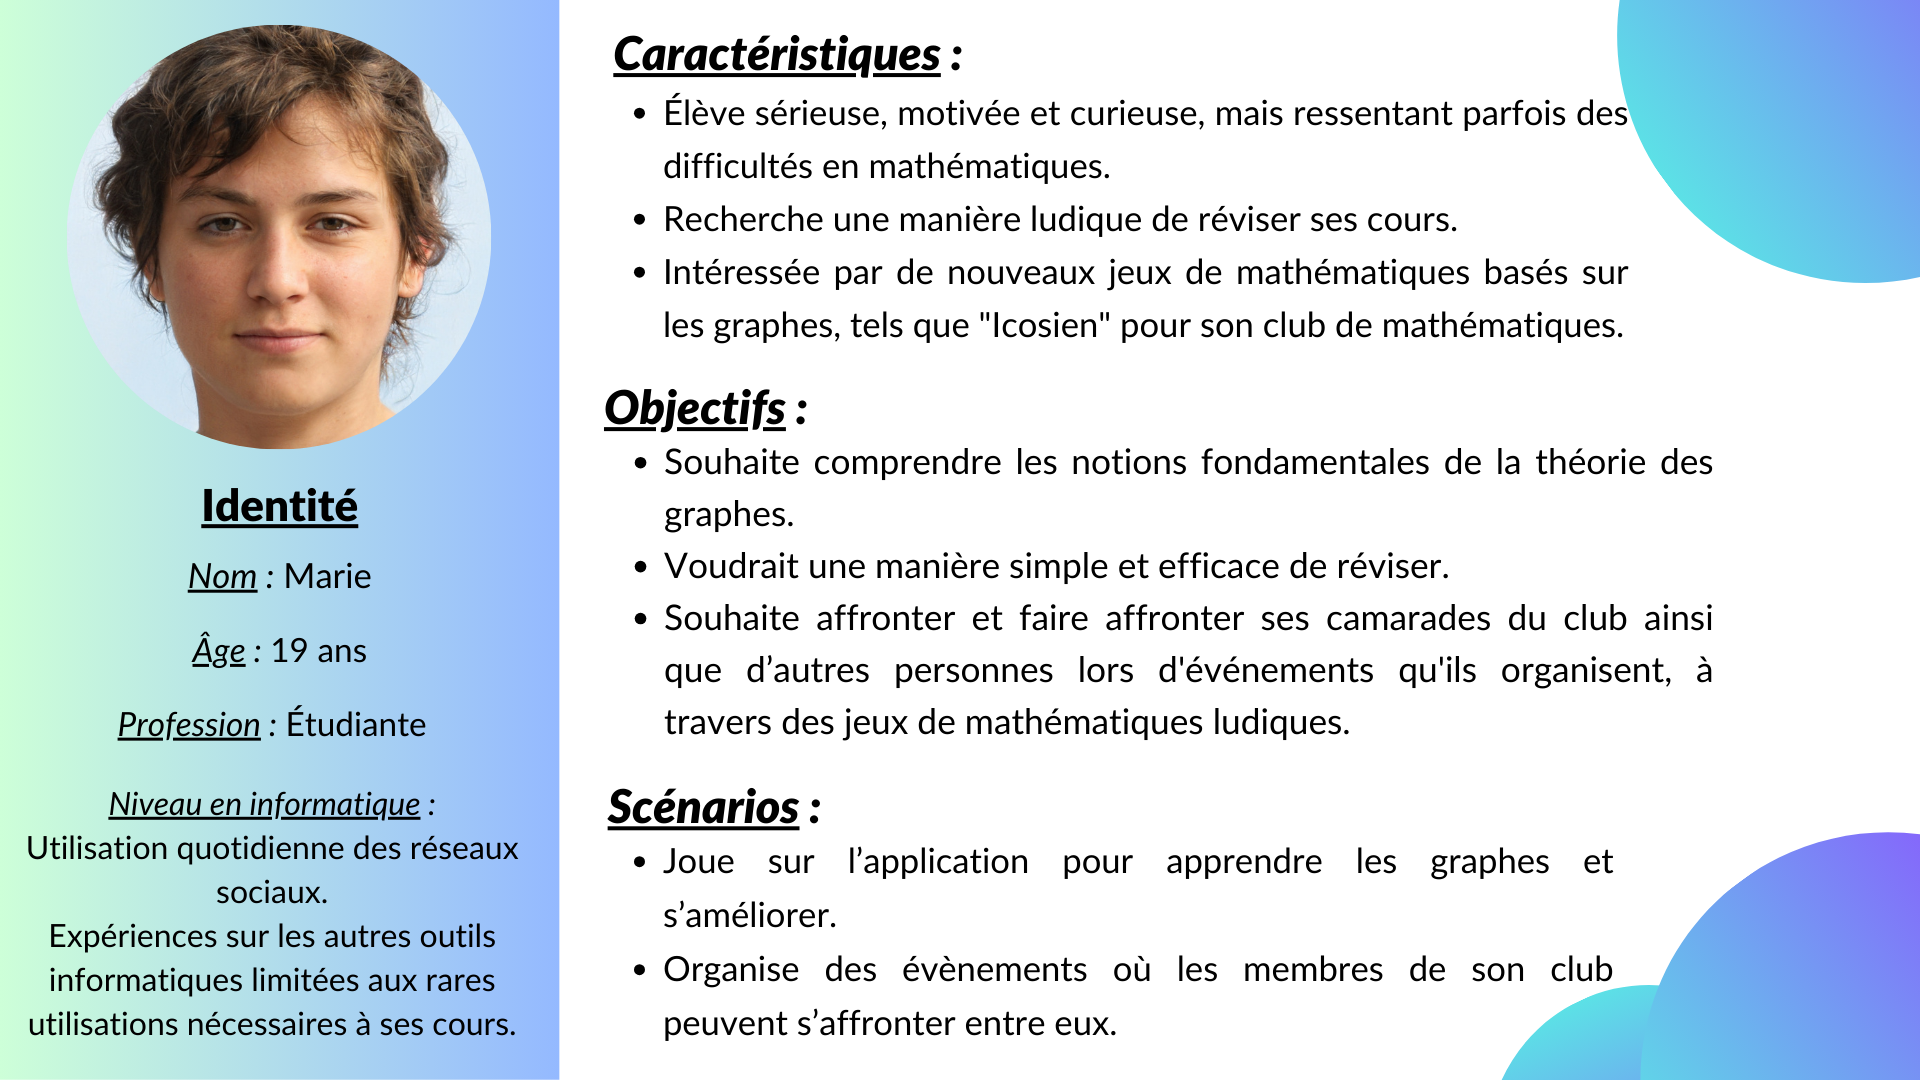 Identité
Nom : Marie
Âge : 19 ans
Profession : Étudiante
Niveau en informatique :
Utilisation quotidienne des réseaux
sociaux.
Expériences sur les autres outils
informatiques limitées aux rares
utilisations nécessaires à ses cours.
Caractéristiques :
• Élève sérieuse, motivée et curieuse, mais ressentant parfois des
difficultés en mathématiques.
• Recherche une manière ludique de réviser ses cours.
• Intéressée par de nouveaux jeux de mathématiques basés sur
les graphes, tels que "Icosien" pour son club de mathématiques.
Objectifs :
• Souhaite comprendre les notions fondamentales de la théorie des
graphes.
• Voudrait une manière simple et efficace de réviser.
• Souhaite affronter et faire affronter ses camarades du club ainsi
que d’autres personnes lors d'événements qu'ils organisent, à
travers des jeux de mathématiques ludiques.
Scénarios :
• Joue sur l’application pour apprendre les graphes et
s’améliorer.
• Organise des évènements où les membres de son club
peuvent s’affronter entre eux.